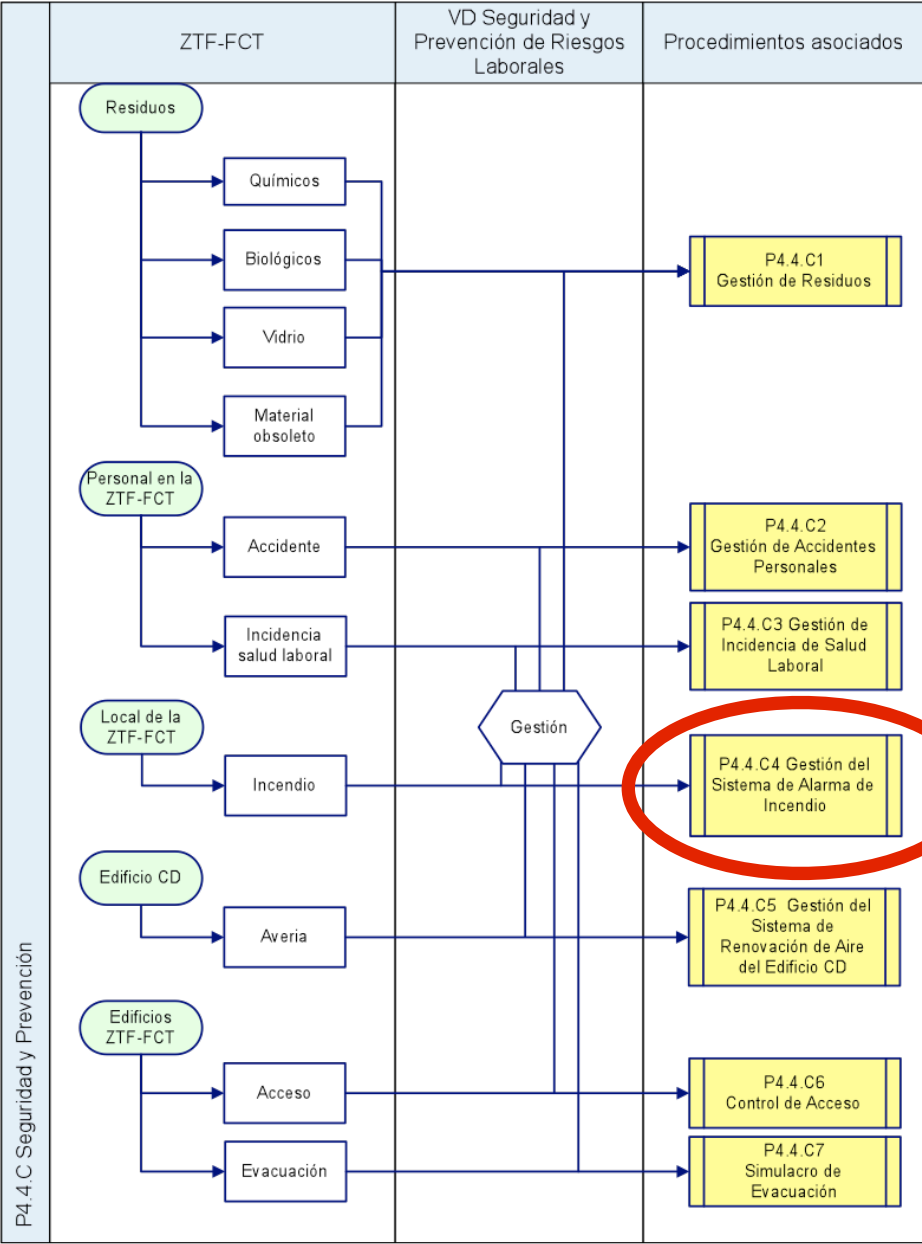 ZTF-FCT
VD Seguridad y
Prevención de Riesgos
Laborales
Procedimientos asociados
Residuos
Químicos
Biológicos
Vidrio
Material
obsoleto
P4.4.C1
Gestión de Residuos
Personal en la
ZTF-FCT
Accidente
P4.4.C2
Gestión de Accidentes
Personales
Incidencia
salud laboral
P4.4.C3 Gestión de
Incidencia de Salud
Laboral
Local de la
ZTF-FCT
Gestión
Incendio
P4.4.C4 Gestión del
Sistema de Alarma de
Incendio
Edificio CD
Averia
P4.4.C5 Gestión del
Sistema de
Renovación de Aire
del Edificio CD
Edificios
ZTF-FCT
Acceso
P4.4.C6
Control de Acceso
Evacuación
P4.4.C7
Simulacro de
Evacuación
P4.4.C Seguridad y Prevención